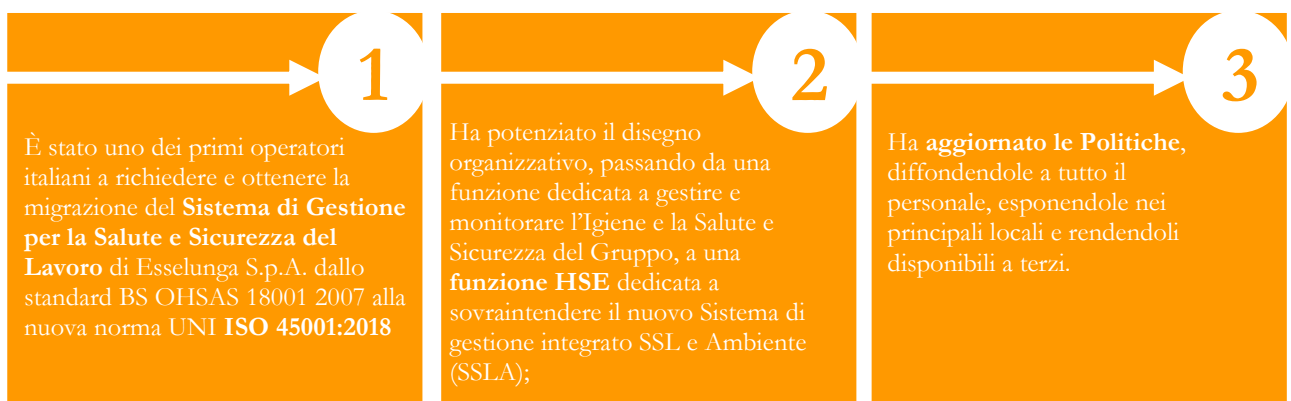 1
È stato uno dei primi operatori
italiani a richiedere e ottenere la
migrazione del Sistema di Gestione
per la Salute e Sicurezza del
Lavoro di Esselunga S.p.A. dallo
standard BS OHSAS 18001 2007 alla
nuova norma UNI ISO 45001:2018
2
Ha potenziato il disegno
organizzativo, passando da una
funzione dedicata a gestire e
monitorare l’Igiene e la Salute e
Sicurezza del Gruppo, a una
funzione HSE dedicata a
sovraintendere il nuovo Sistema di
gestione integrato SSL e Ambiente
(SSLA);
3
Ha aggiornato le Politiche,
diffondendole a tutto il
personale, esponendole nei
principali locali e rendendoli
disponibili a terzi.